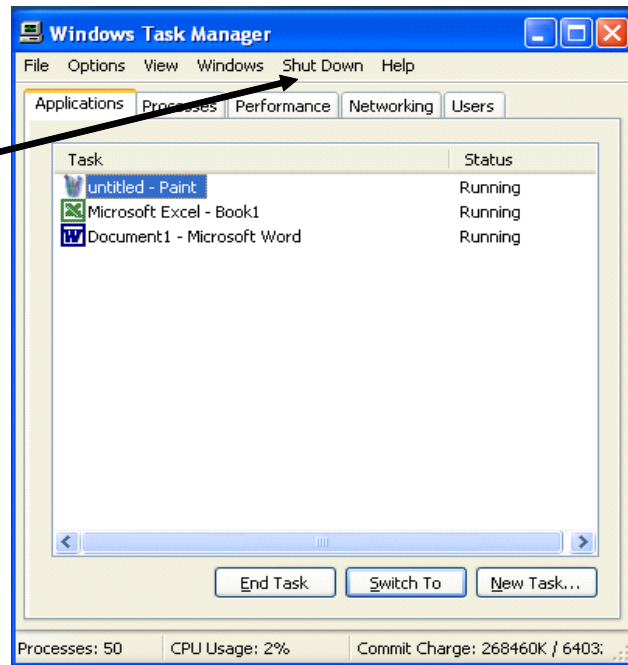 Windows Task Manager
File Options View Windows Shut Down Help
Applications Processes Performance Networking Users
Task Status
untitled - Paint Running
Microsoft Excel - Book1 Running
Document1 - Microsoft Word Running
End Task Switch To New Task...
Processes: 50 CPU Usage: 2% Commit Charge: 268460K / 6403